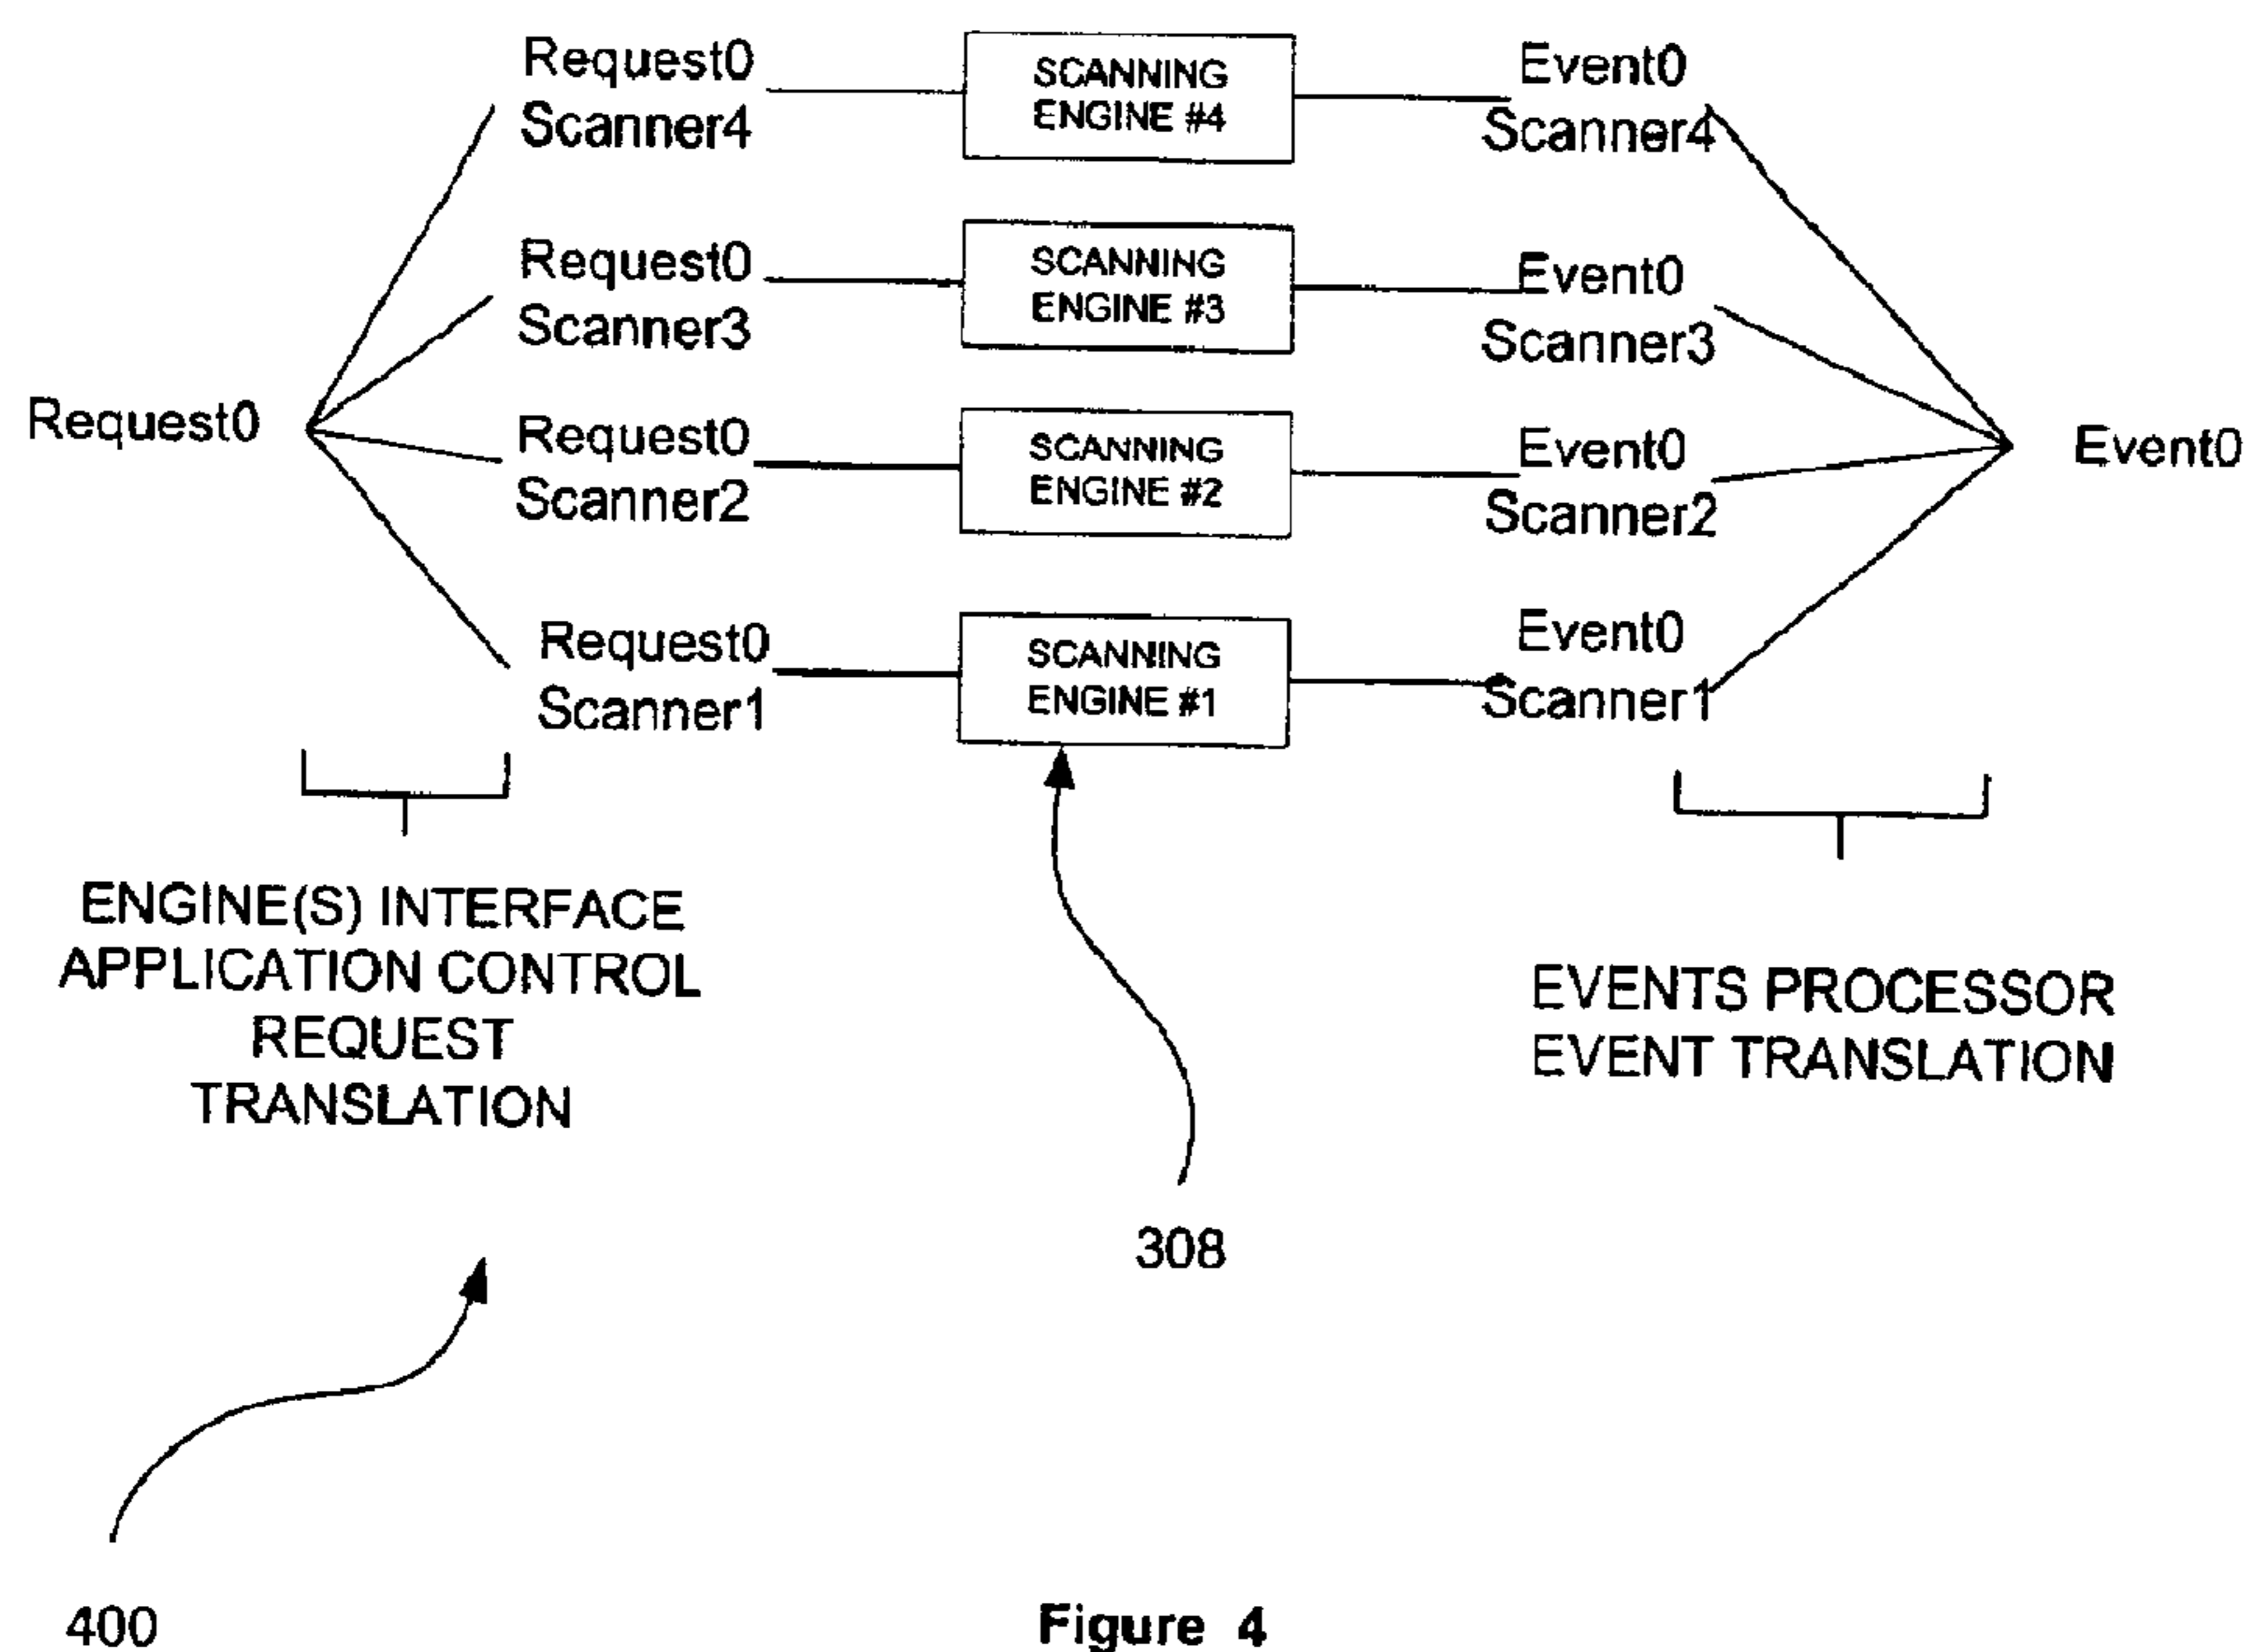 Request0
Scanner4
SCANNING
ENGINE #4
Event0
Scanner4
Request0
Scanner3
SCANNING
ENGINE #3
Event0
Scanner3
Request0
Request0
Scanner2
SCANNING
ENGINE #2
Event0
Scanner2
Event0
Request0
Scanner1
SCANNING
ENGINE #1
Event0
Scanner1
ENGINE(S) INTERFACE
APPLICATION CONTROL
REQUEST
TRANSLATION
EVENTS PROCESSOR
EVENT TRANSLATION
308
400
Figure 4